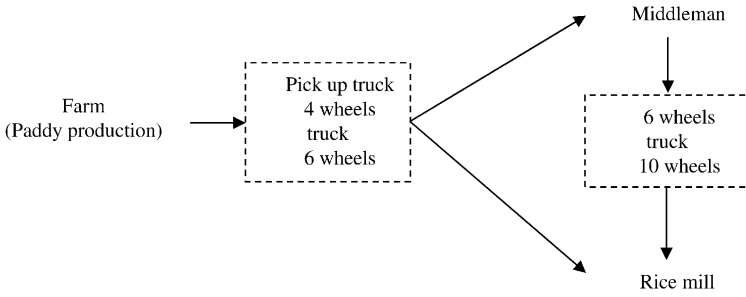 Middleman
Farm
(Paddy production)
Pick up truck
4 wheels
truck
6 wheels
6 wheels
truck
10 wheels
Rice mill